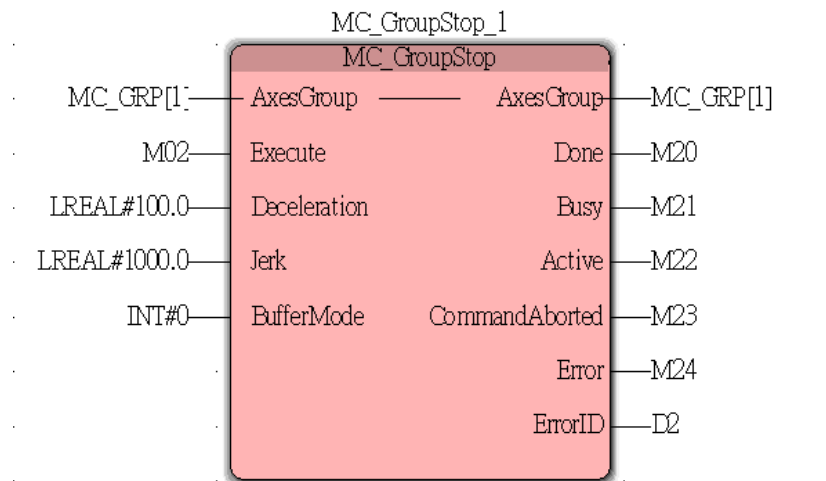 MC_GroupStop_1
MC_GroupStop
MC_GRP[1] AxesGroup AxesGroup MC_GRP[1]
M02 Execute Done M20
LREAL#100.0 Deceleration Busy M21
LREAL#1000.0 Jerk Active M22
INT#0 BufferMode CommandAborted M23
Error M24
ErrorID D2